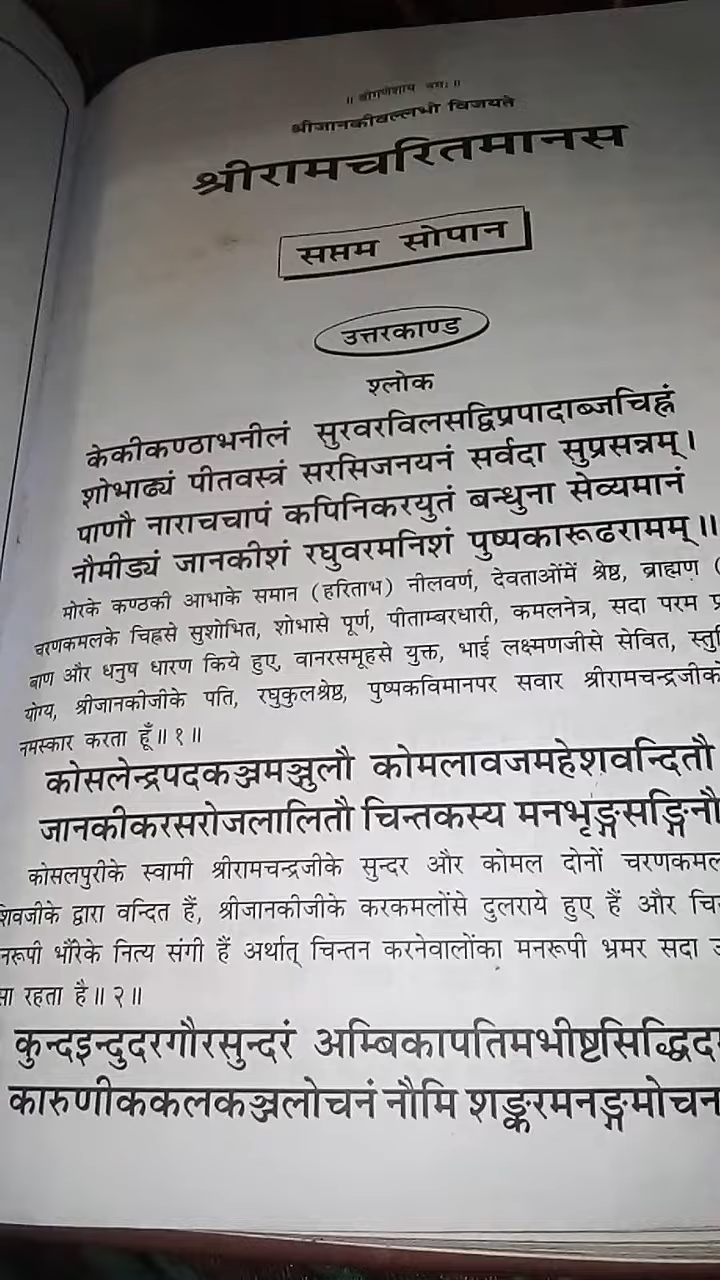 ॥ श्रीगणेशाय नमः ॥
श्रीजानकीवल्लभो विजयते
श्रीरामचरितमानस
सप्तम सोपान
उत्तरकाण्ड
श्लोक
केकीकण्ठाभनीलं सुरवरविलसद्विप्रपादाब्जचिह्नं
शोभाढ्यं पीतवस्त्रं सरसिजनयनं सर्वदा सुप्रसन्नम्।
पाणौ नाराचचापं कपिनिकरयुतं बन्धुना सेव्यमानं
नौमीड्यं जानकीशं रघुवरमनिशं पुष्पकारूढरामम्॥
मोरके कण्ठकी आभाके समान (हरिताभ) नीलवर्ण, देवताओंमें श्रेष्ठ, ब्राह्मण (
चरणकमलके चिह्नसे सुशोभित, शोभासे पूर्ण, पीताम्बरधारी, कमलनेत्र, सदा परम प्र
बाण और धनुष धारण किये हुए, वानरसमूहसे युक्त, भाई लक्ष्मणजीसे सेवित, स्तुति
योग्य, श्रीजानकीजीके पति, रघुकुलश्रेष्ठ, पुष्पकविमानपर सवार श्रीरामचन्द्रजीको
नमस्कार करता हूँ॥ १॥
कोसलेन्द्रपदकञ्जमञ्जुलौ कोमलावजमहेशवन्दितौ
जानकीकरसरोजलालितौ चिन्तकस्य मनभृङ्गसङ्गिनौ
कोसलपुरीके स्वामी श्रीरामचन्द्रजीके सुन्दर और कोमल दोनों चरणकमल
शिवजीके द्वारा वन्दित हैं, श्रीजानकीजीके करकमलोंसे दुलराये हुए हैं और चि
नरूपी भौंरेके नित्य संगी हैं अर्थात् चिन्तन करनेवालोंका मनरूपी भ्रमर सदा
सा रहता है॥ २॥
कुन्दइन्दुदरगौरसुन्दरं अम्बिकापतिमभीष्टसिद्धिद
कारुणीककलकञ्जलोचनं नौमि शङ्करमनङ्गमोचन